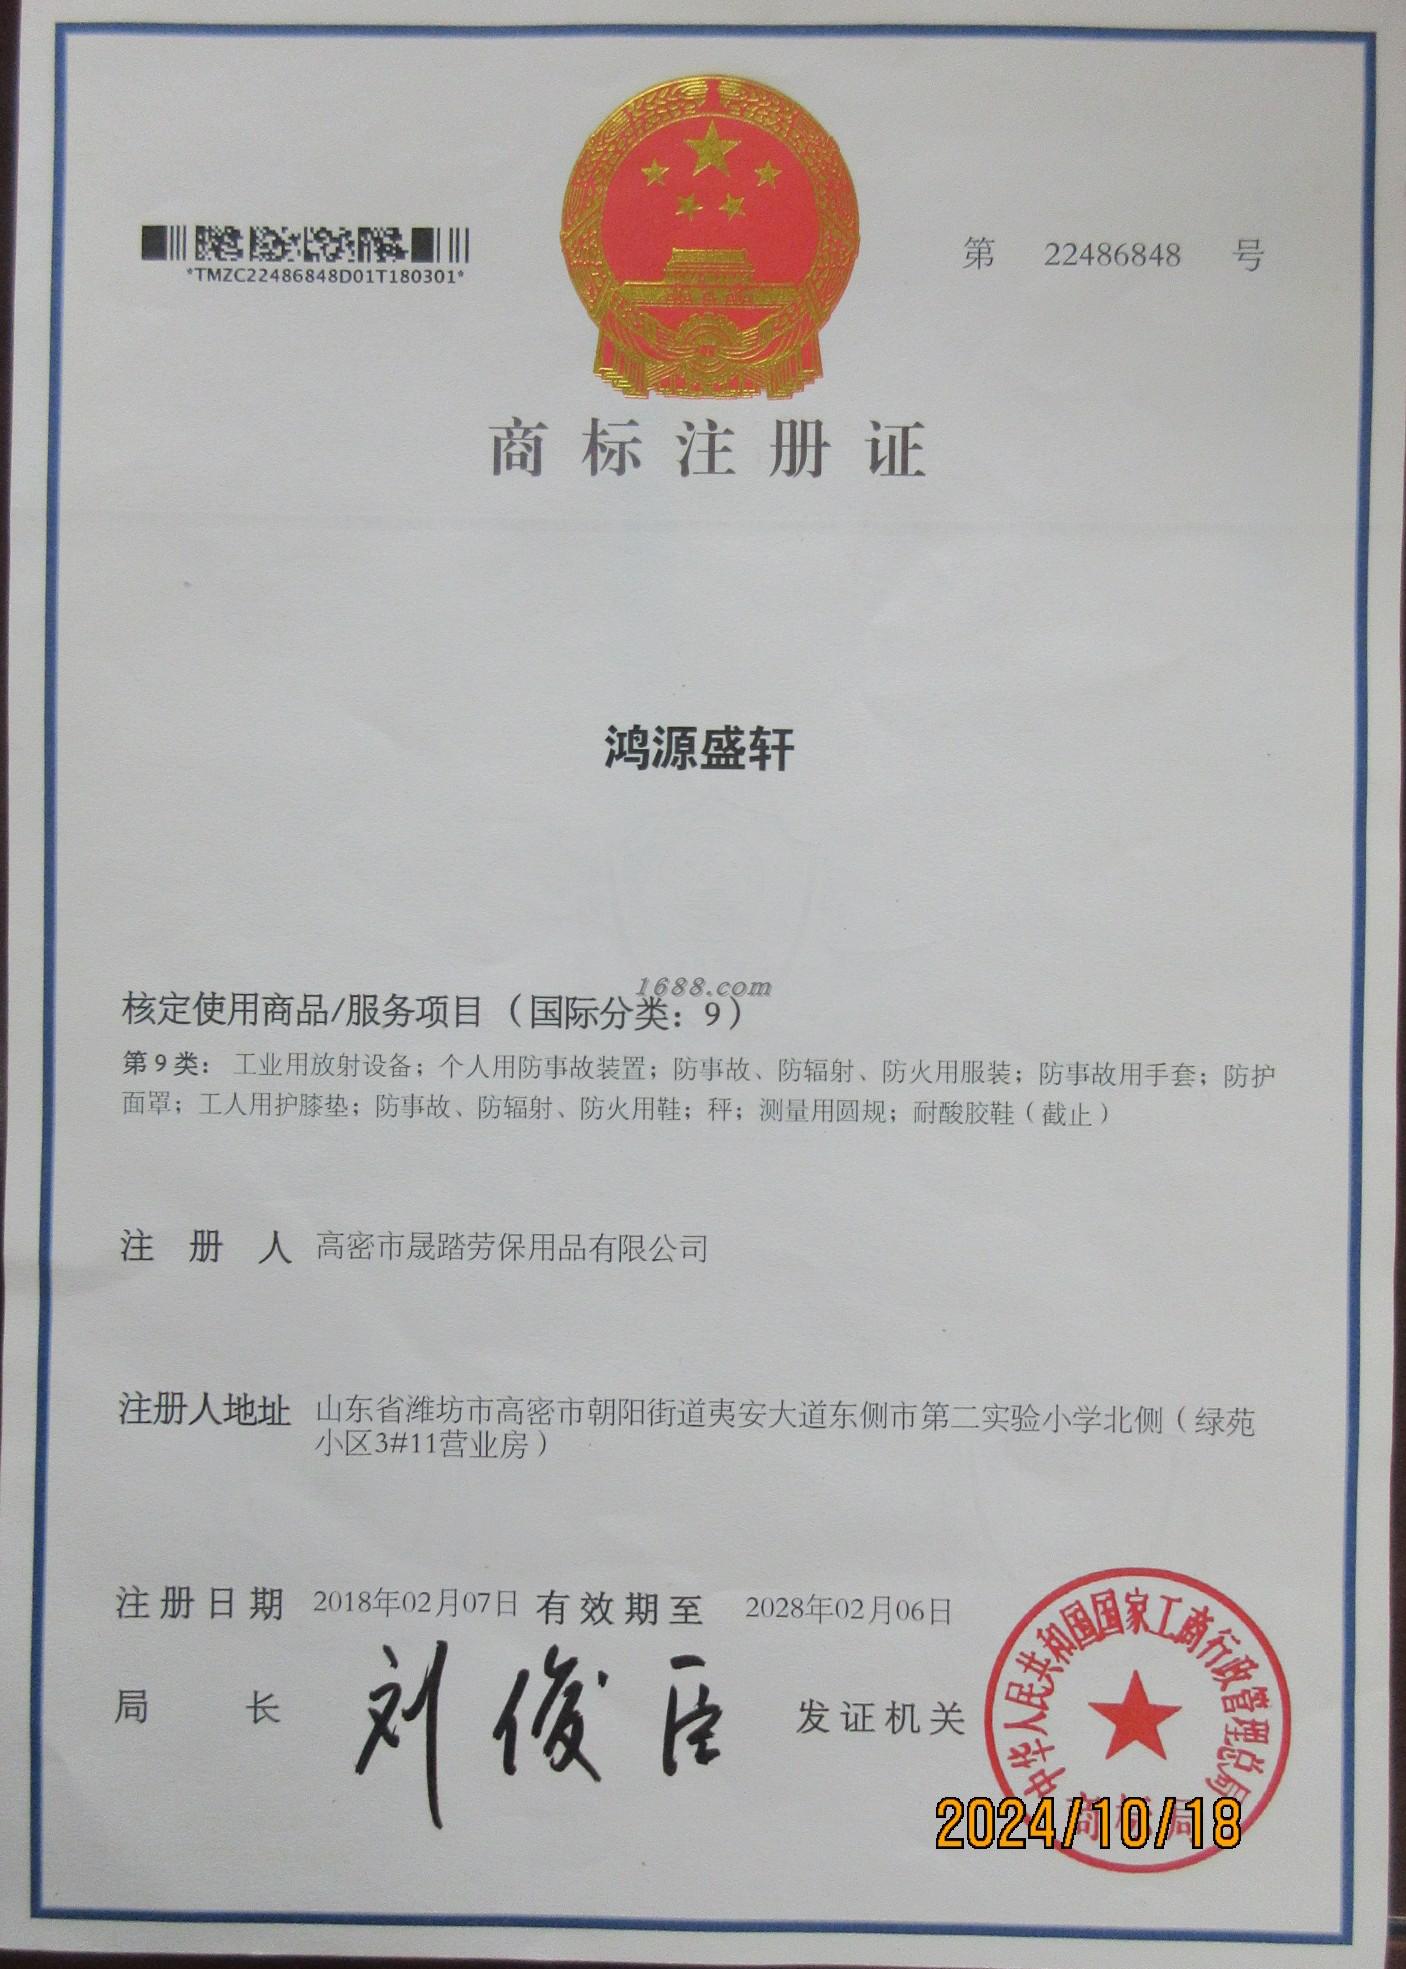 *TMZC22486848D01T180301*
第 22486848 号
商标注册证
鸿源盛轩
1688.com
核定使用商品/服务项目（国际分类：9）
第9类：工业用放射设备；个人用防事故装置；防事故、防辐射、防火用服装；防事故用手套；防护
面罩；工人用护膝垫；防事故、防辐射、防火用鞋；秤；测量用圆规；耐酸胶鞋（截止）
注册人 高密市晟踏劳保用品有限公司
注册人地址 山东省潍坊市高密市朝阳街道夷安大道东侧市第二实验小学北侧（绿苑
小区3#11营业房）
注册日期 2018年02月07日 有效期至 2028年02月06日
局长 刘俊臣 发证机关
中华人民共和国国家工商行政管理总局
商标局
2024/10/18